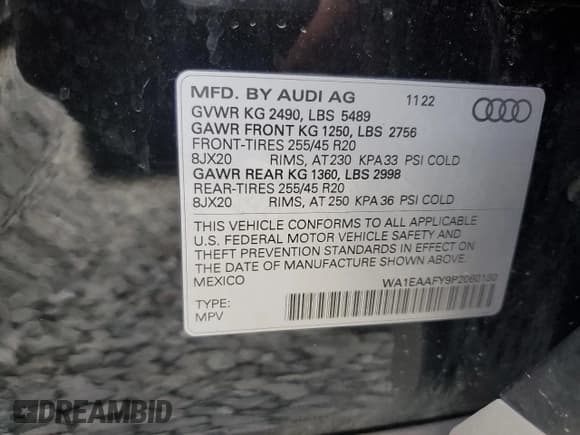 MFD. BY AUDI AG 11 22
GVWR KG 2490, LBS 5489
GAWR FRONT KG 1250, LBS 2756
FRONT-TIRES 255/45 R20
8JX20 RIMS, AT 230 KPA 33 PSI COLD
GAWR REAR KG 1360, LBS 2998
REAR-TIRES 255/45 R20
8JX20 RIMS, AT 250 KPA 36 PSI COLD
THIS VEHICLE CONFORMS TO ALL APPLICABLE
U.S. FEDERAL MOTOR VEHICLE SAFETY AND
THEFT PREVENTION STANDARDS IN EFFECT ON
THE DATE OF MANUFACTURE SHOWN ABOVE.
MEXICO
TYPE:
MPV
DREAMBID